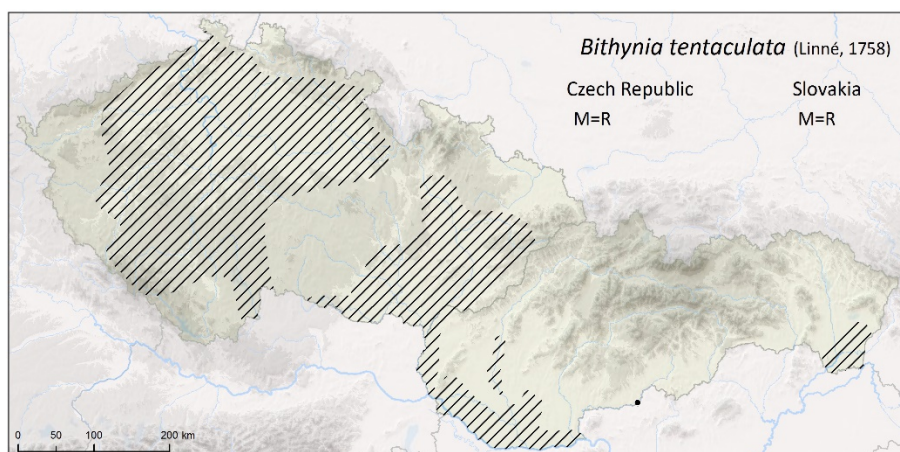 Bithynia tentaculata (Linné, 1758)
Czech Republic Slovakia
M=R M=R
0 50 100 200 km